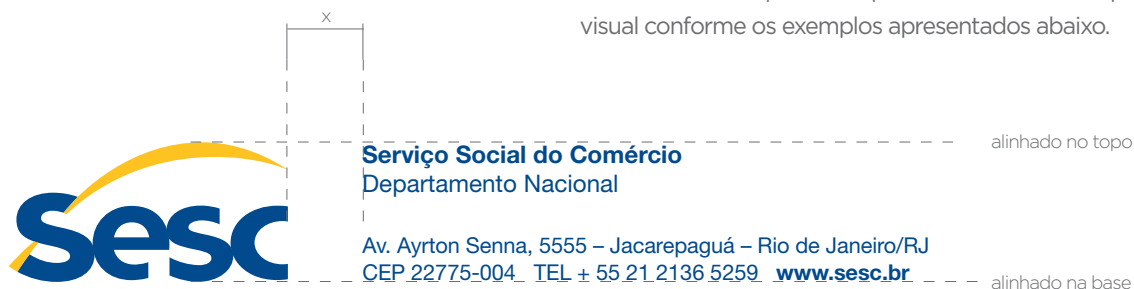 visual conforme os exemplos apresentados abaixo.
x
alinhado no topo
Sesc
Serviço Social do Comércio
Departamento Nacional
Av. Ayrton Senna, 5555 – Jacarepaguá – Rio de Janeiro/RJ
CEP 22775-004 TEL + 55 21 2136 5259 www.sesc.br
alinhado na base